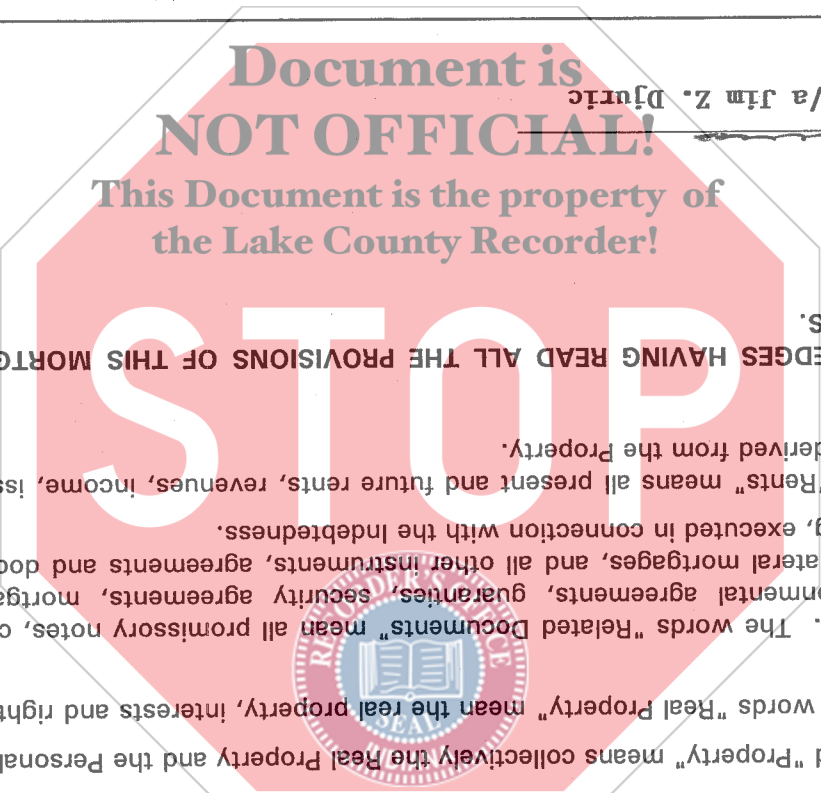 Document is
NOT OFFICIAL!
This Document is the property of
the Lake County Recorder!
STOP
RECORDER'S OFFICE
SEAL
d "Property" means collectively the Real Property and the Personal
words "Real Property" mean the real property, interests and right
. The words "Related Documents" mean all promissory notes, c
onmental agreements, guaranties, security agreements, mortga
ateral mortgages, and all other instruments, agreements and doc
g, executed in connection with the Indebtedness.
"Rents" means all present and future rents, revenues, income, iss
derived from the Property.
EDGES HAVING READ ALL THE PROVISIONS OF THIS MORTG
S.
/a Jim Z. Djuric